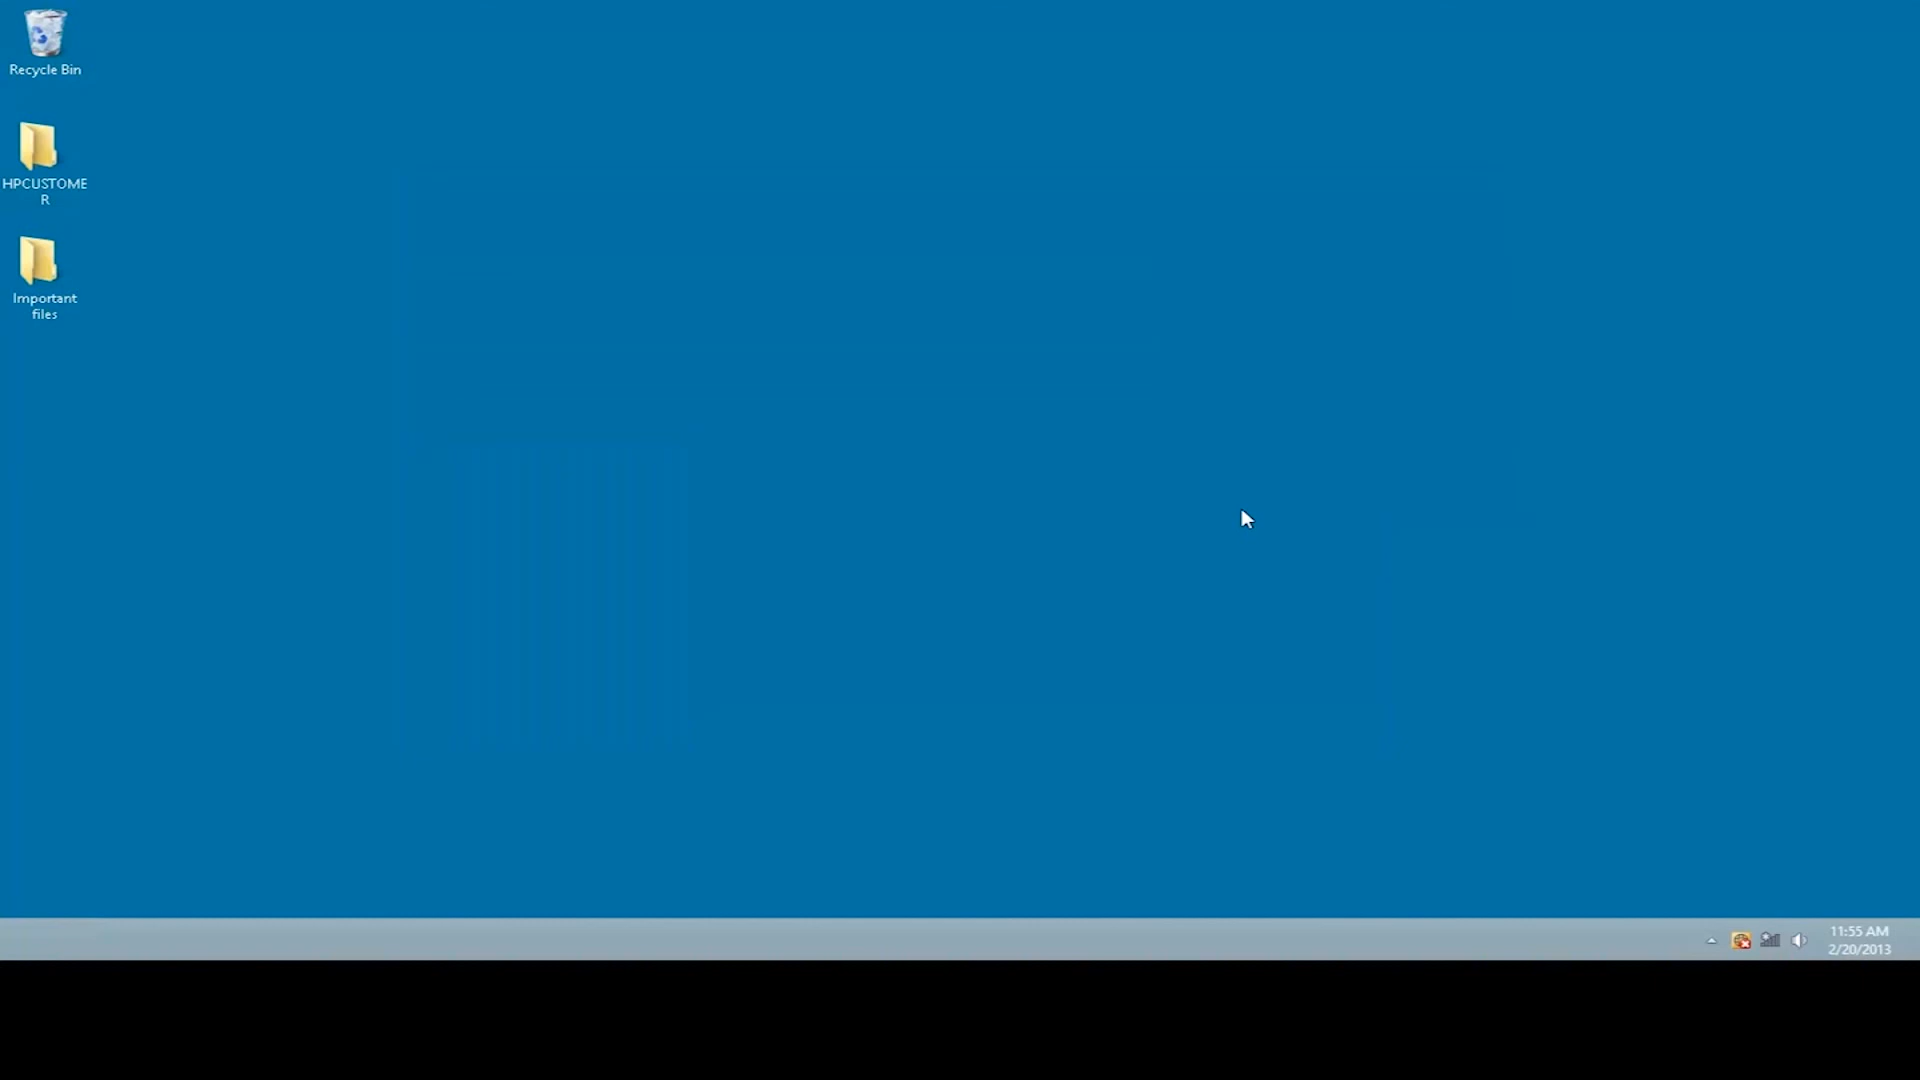 Recycle Bin
HPCUSTOME
R
Important
files
11:55 AM
2/20/2013